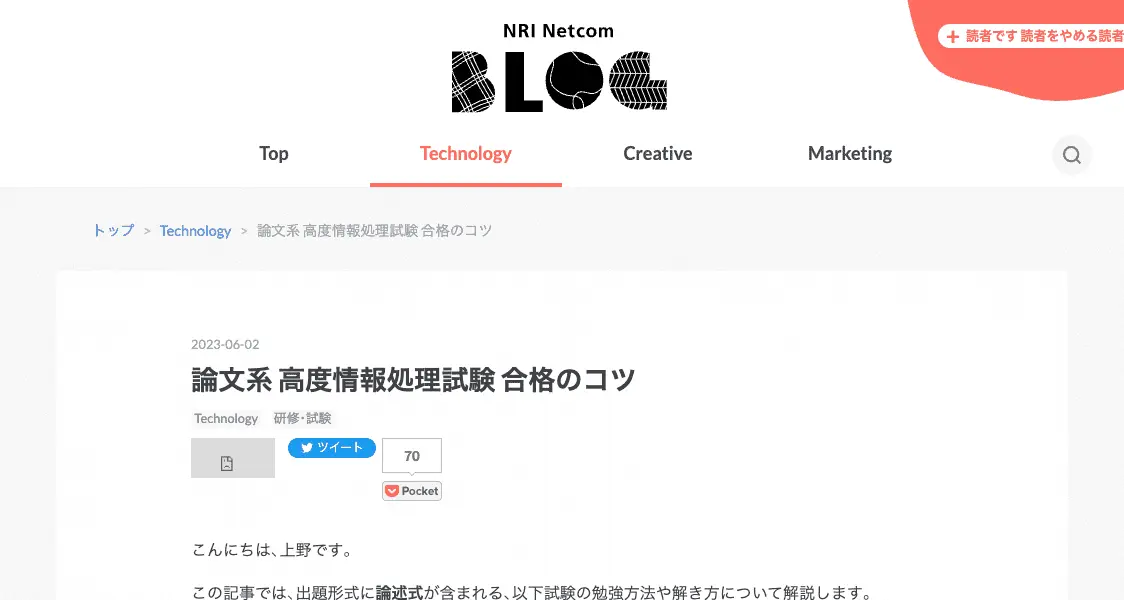 NRI Netcom
BLOG
+ 読者です 読者をやめる読者
Top
Technology
Creative
Marketing
トップ > Technology > 論文系 高度情報処理試験 合格のコツ
2023-06-02
論文系 高度情報処理試験 合格のコツ
Technology 研修・試験
ツイート
70
Pocket
こんにちは、上野です。
この記事では、出題形式に論述式が含まれる、以下試験の勉強方法や解き方について解説します。